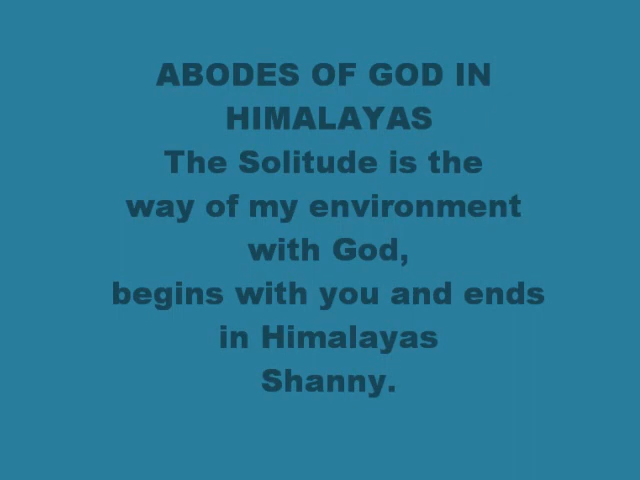 ABODES OF GOD IN
HIMALAYAS
The Solitude is the
way of my environment
with God,
begins with you and ends
in Himalayas
Shanny.